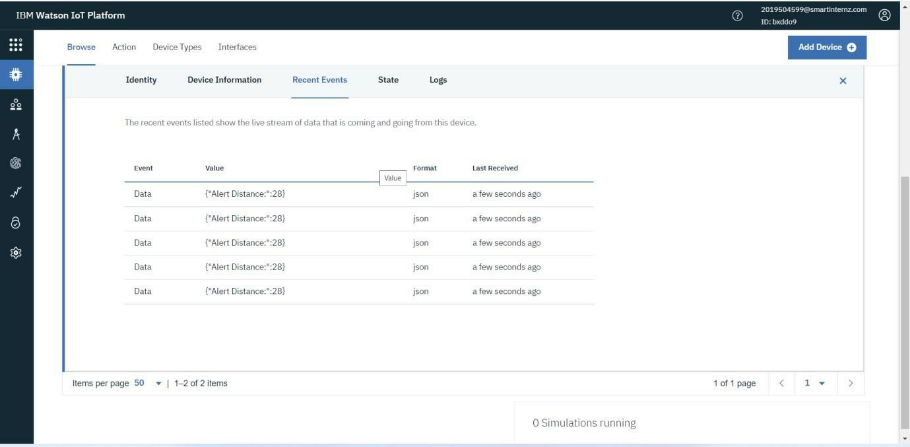 IBM Watson IoT Platform
2019504599@smartinternz.com
ID: bxddo9
Browse Action Device Types Interfaces
Add Device
Identity Device Information Recent Events State Logs
The recent events listed show the live stream of data that is coming and going from this device.
Event Value Format Last Received
Value
Data {"Alert Distance:":28} json a few seconds ago
Data {"Alert Distance:":28} json a few seconds ago
Data {"Alert Distance:":28} json a few seconds ago
Data {"Alert Distance:":28} json a few seconds ago
Data {"Alert Distance:":28} json a few seconds ago
Items per page 50 | 1–2 of 2 items 1 of 1 page 1
0 Simulations running